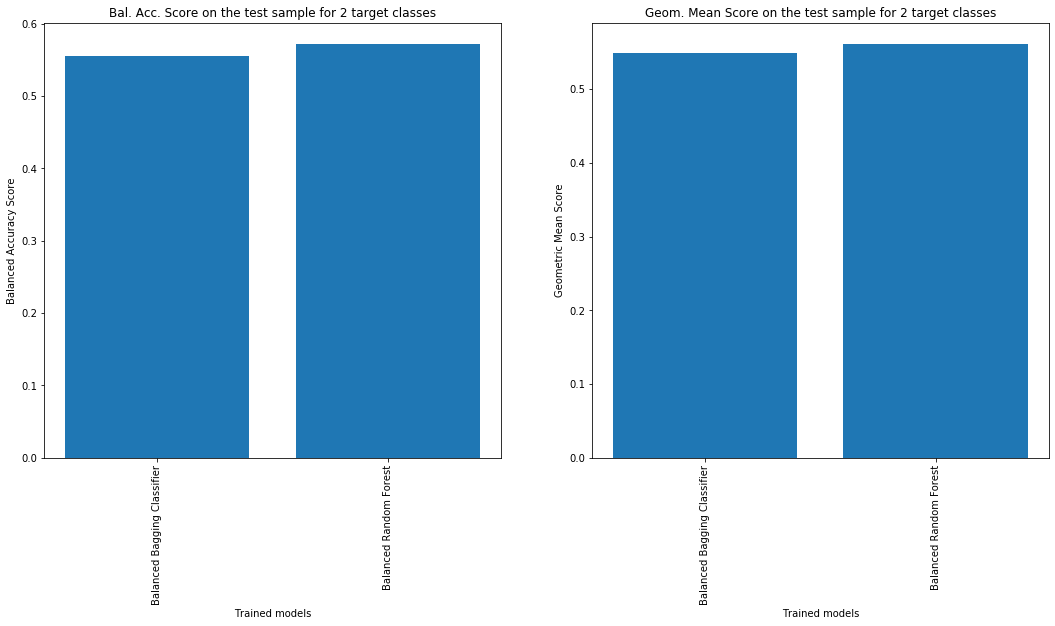 Bal. Acc. Score on the test sample for 2 target classes
Balanced Accuracy Score
0.6
0.5
0.4
0.3
0.2
0.1
0.0
Balanced Bagging Classifier
Balanced Random Forest
Trained models
Geom. Mean Score on the test sample for 2 target classes
Geometric Mean Score
0.5
0.4
0.3
0.2
0.1
0.0
Balanced Bagging Classifier
Balanced Random Forest
Trained models